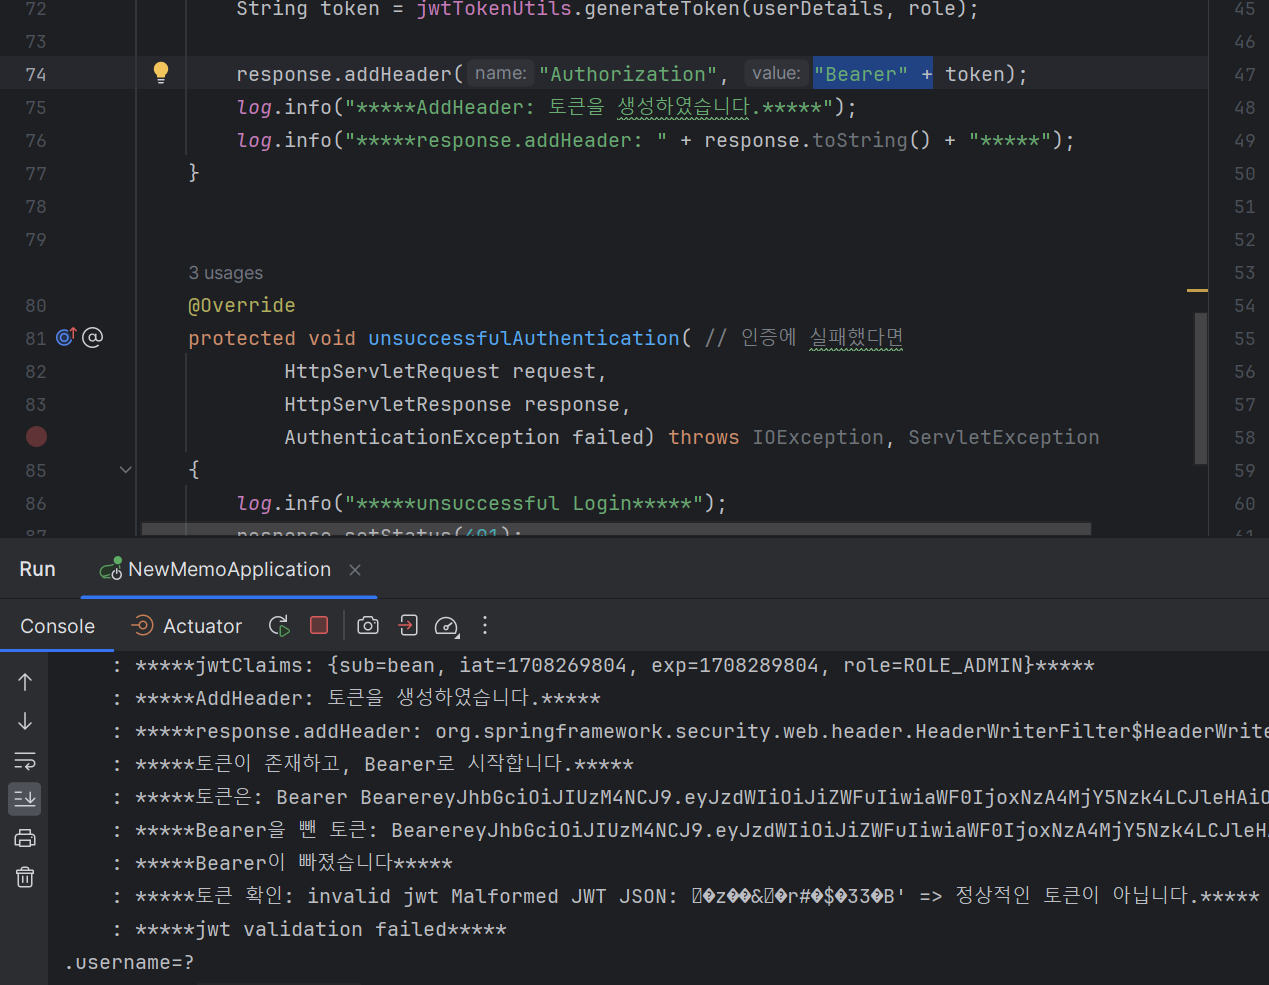 72 String token = jwtTokenUtils.generateToken(userDetails, role); 45
73 46
74 response.addHeader( name: "Authorization", value: "Bearer" + token); 47
75 log.info("*****AddHeader: 토큰을 생성하였습니다.*****"); 48
76 log.info("*****response.addHeader: " + response.toString() + "*****"); 49
77 } 50
78 51
79 52
3 usages 53
80 @Override 54
81 @ protected void unsuccessfulAuthentication( // 인증에 실패했다면 55
82 HttpServletRequest request, 56
83 HttpServletResponse response, 57
AuthenticationException failed) throws IOException, ServletException 58
85 { 59
86 log.info("*****unsuccessful Login*****"); 60
87 response.setStatus(401); 61
Run NewMemoApplication
Console Actuator
: *****jwtClaims: {sub=bean, iat=1708269804, exp=1708289804, role=ROLE_ADMIN}*****
: *****AddHeader: 토큰을 생성하였습니다.*****
: *****response.addHeader: org.springframework.security.web.header.HeaderWriterFilter$HeaderWrite
: *****토큰이 존재하고, Bearer로 시작합니다.*****
: *****토큰은: Bearer BearereyJhbGciOiJIUzM4NCJ9.eyJzdWIiOiJiZWFuIiwiaWF0IjoxNzA4MjY5Nzk4LCJleHAiO
: *****Bearer을 뺀 토큰: BearereyJhbGciOiJIUzM4NCJ9.eyJzdWIiOiJiZWFuIiwiaWF0IjoxNzA4MjY5Nzk4LCJleH
: *****Bearer이 빠졌습니다*****
: *****토큰 확인: invalid jwt Malformed JWT JSON: �z��&�r#�$�33�B' => 정상적인 토큰이 아닙니다.*****
: *****jwt validation failed*****
.username=?